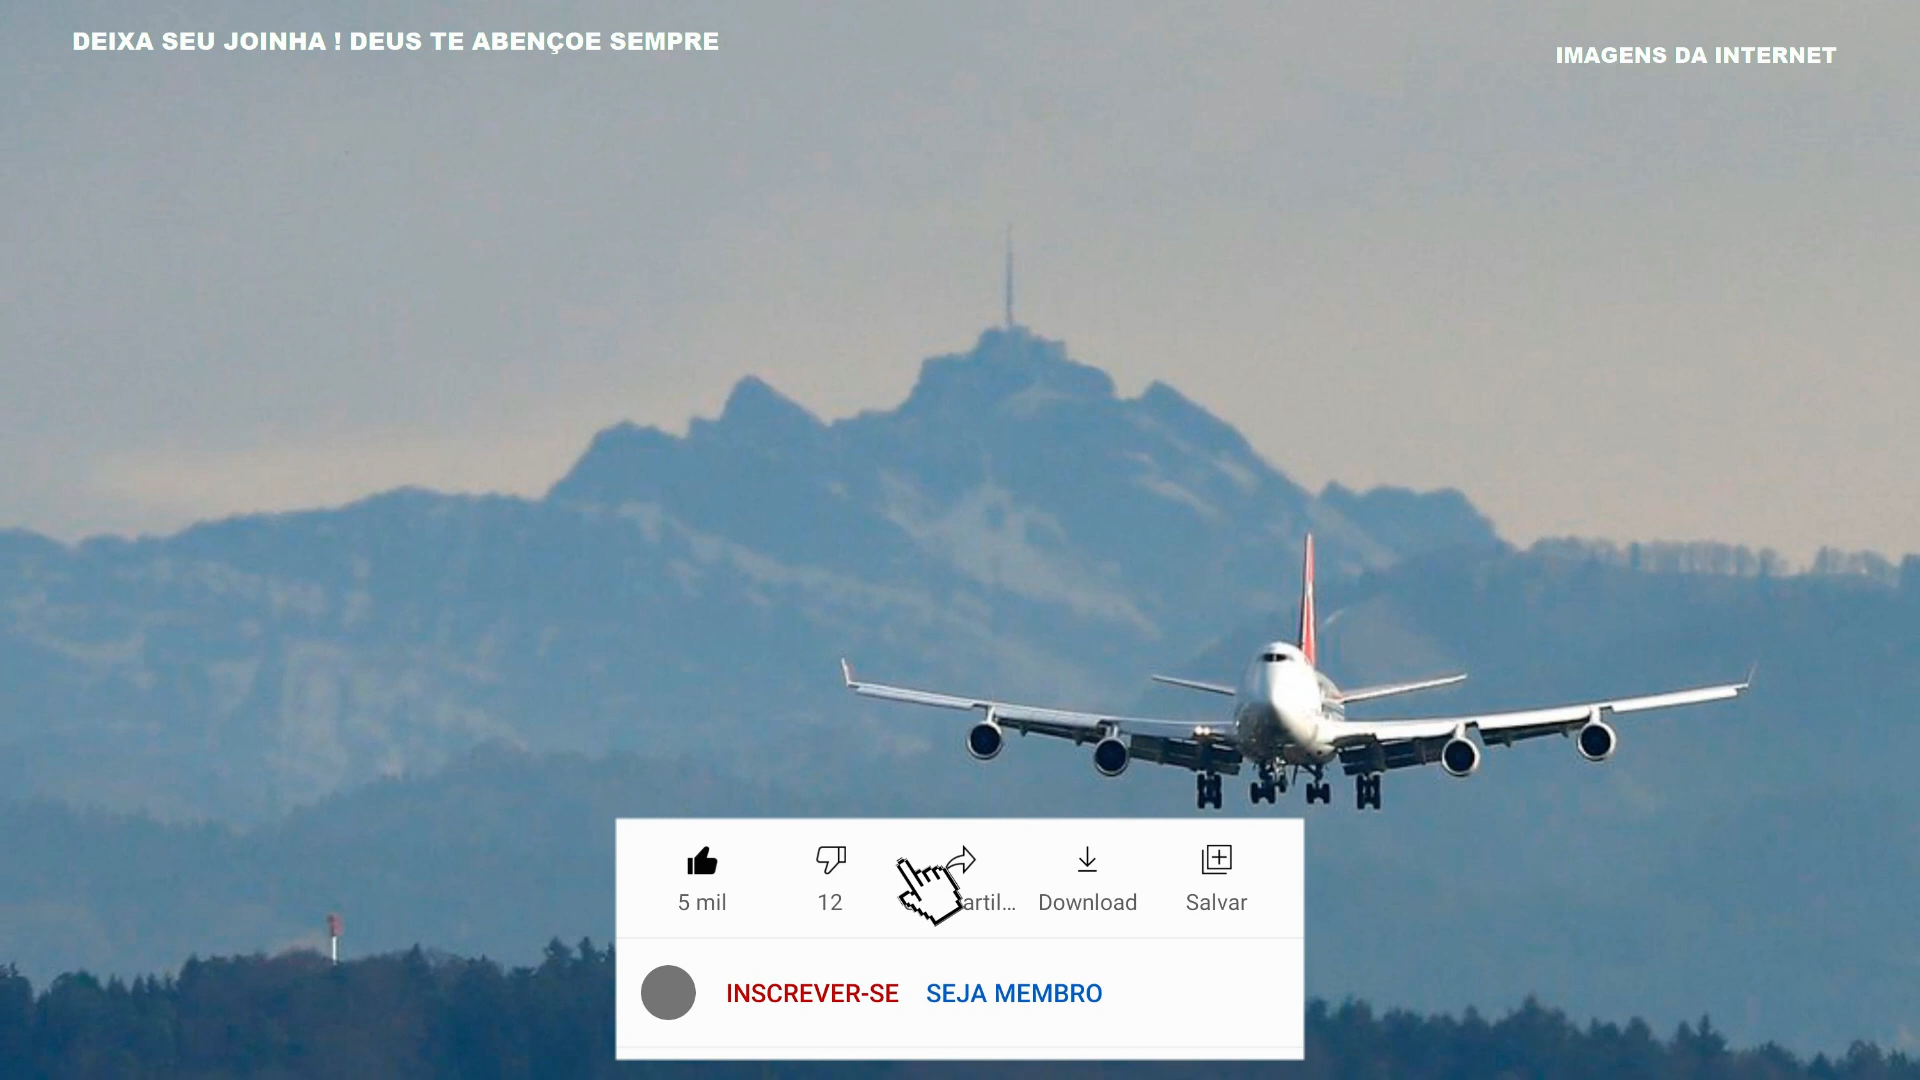 DEIXA SEU JOINHA ! DEUS TE ABENÇOE SEMPRE
IMAGENS DA INTERNET
5 mil
12
artil...
Download
Salvar
INSCREVER-SE
SEJA MEMBRO